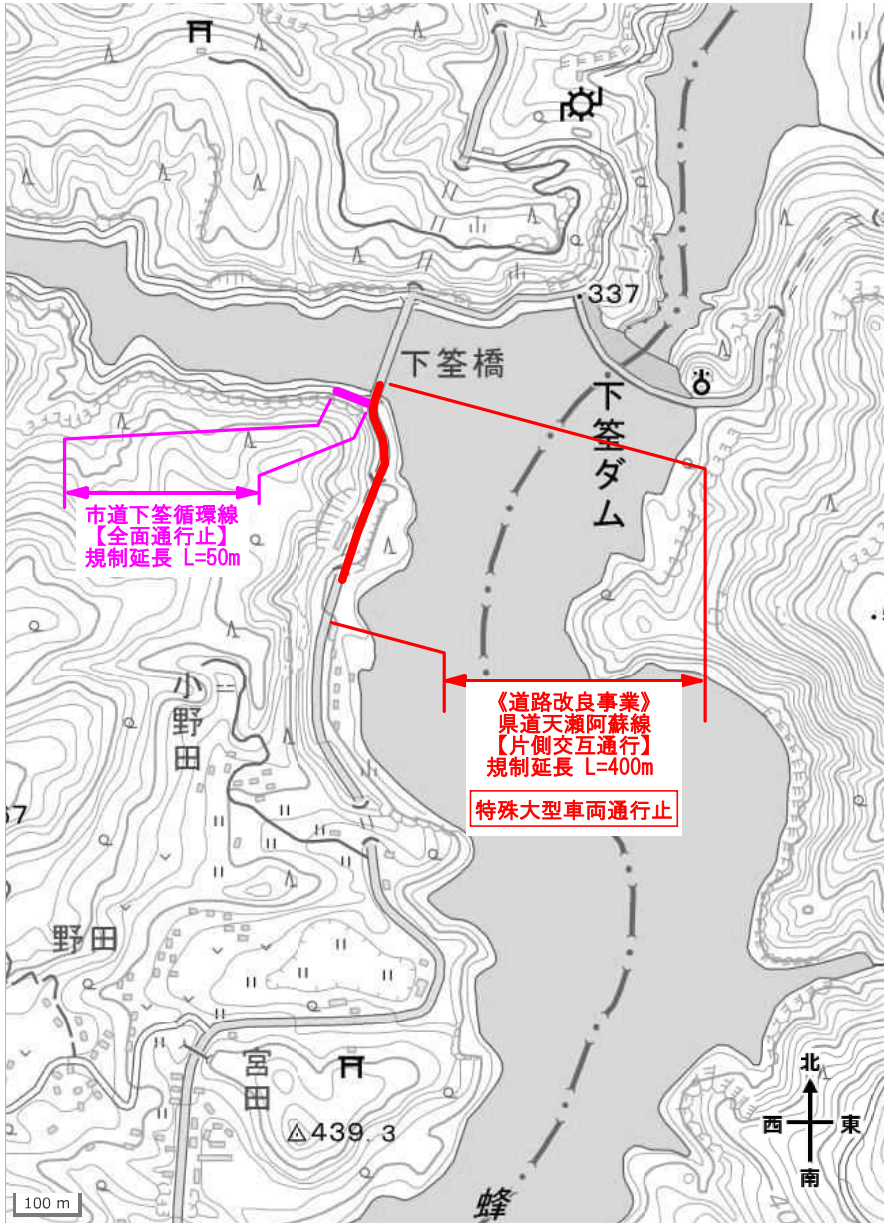 337
下筌橋
下筌ダム
市道下筌循環線
【全面通行止】
規制延長 L=50m
《道路改良事業》
県道天瀬阿蘇線
【片側交互通行】
規制延長 L=400m
特殊大型車両通行止
小野田
野田
宮田
439.3
蜂
北
西
東
南
100 m